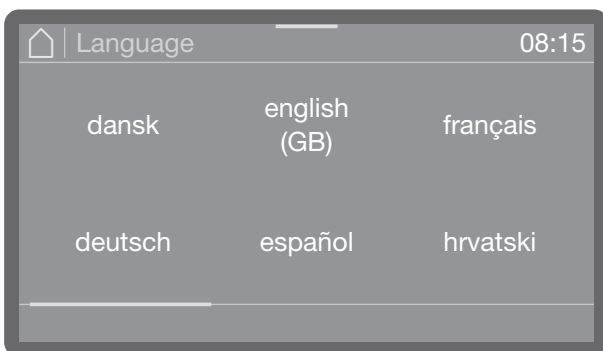 Language 08:15
dansk english (GB) français
deutsch español hrvatski